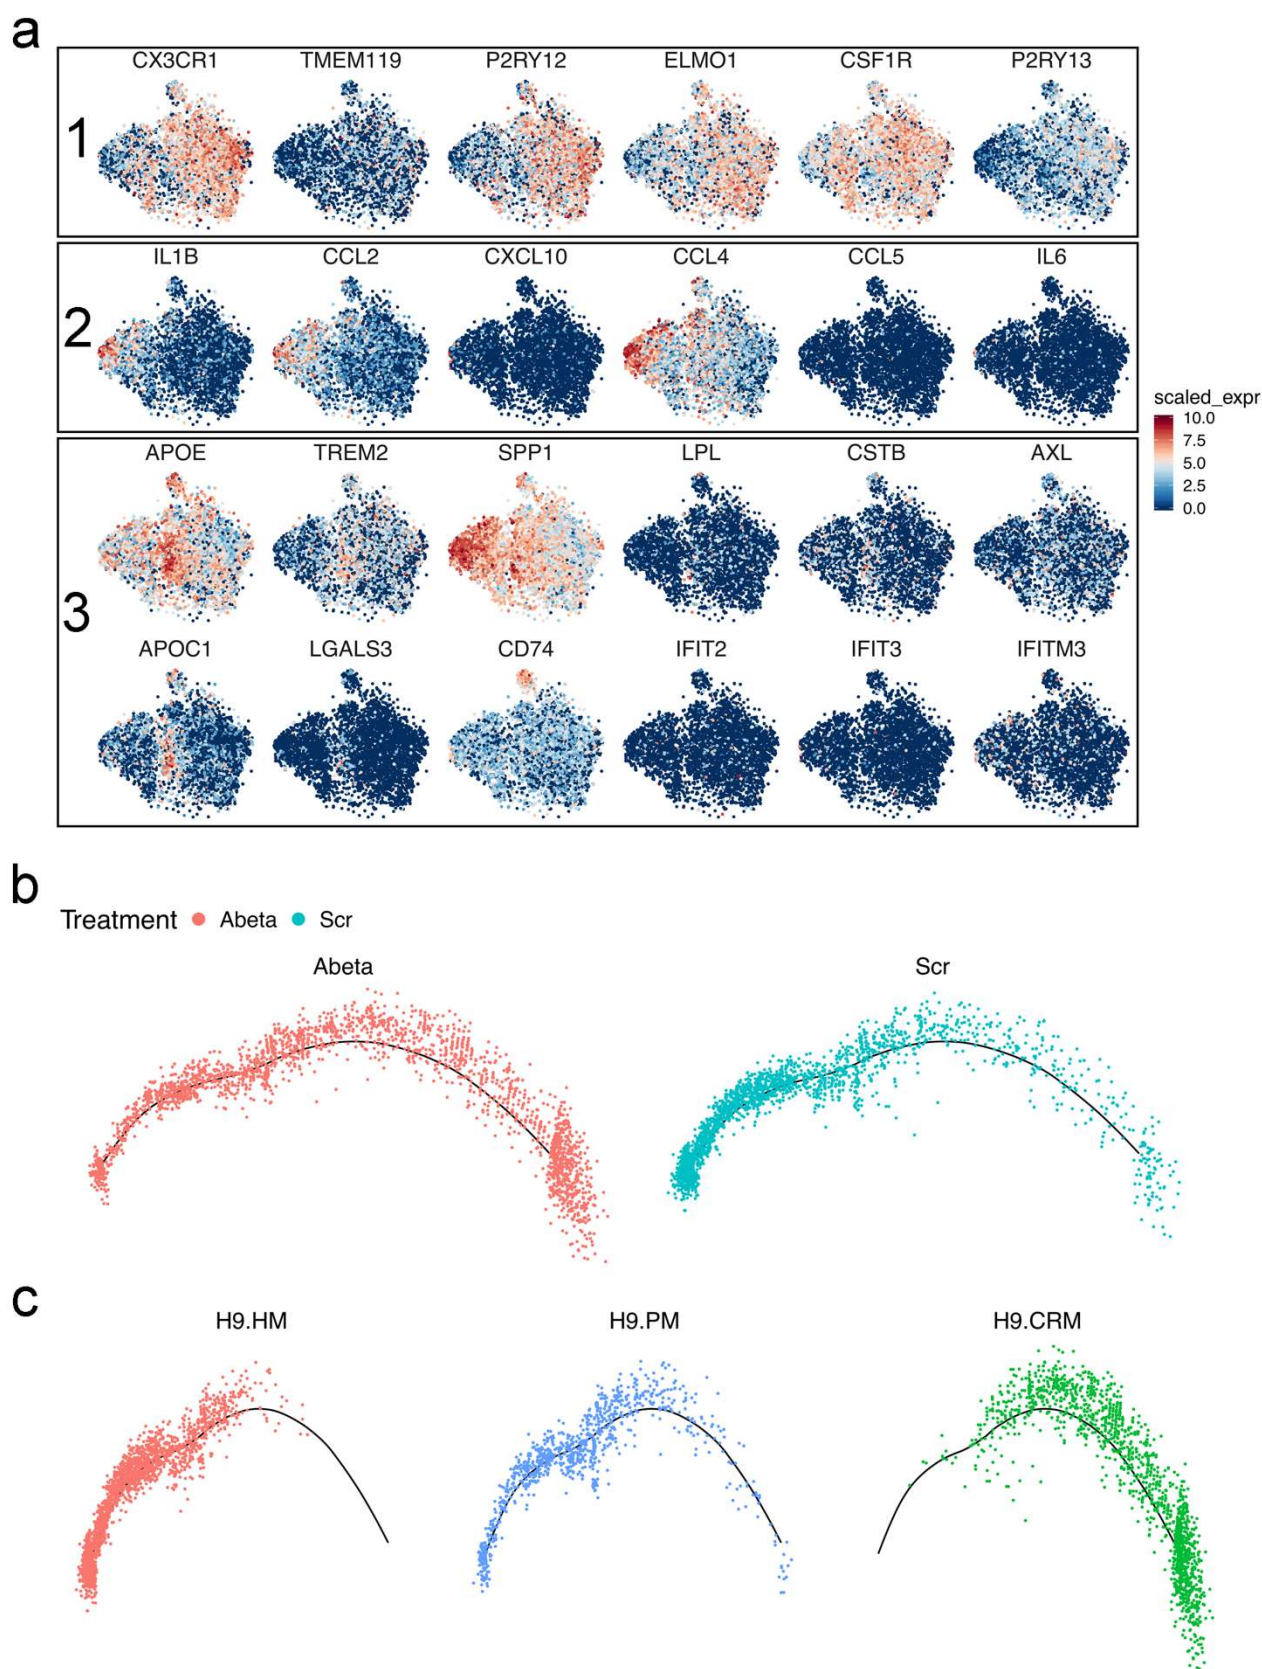 a
1
CX3CR1 TMEM119 P2RY12 ELMO1 CSF1R P2RY13
2
IL1B CCL2 CXCL10 CCL4 CCL5 IL6
scaled_expr
10.0
7.5
5.0
2.5
0.0
3
APOE TREM2 SPP1 LPL CSTB AXL
APOC1 LGALS3 CD74 IFIT2 IFIT3 IFITM3
b
Treatment Abeta Scr
Abeta Scr
c
H9.HM H9.PM H9.CRM